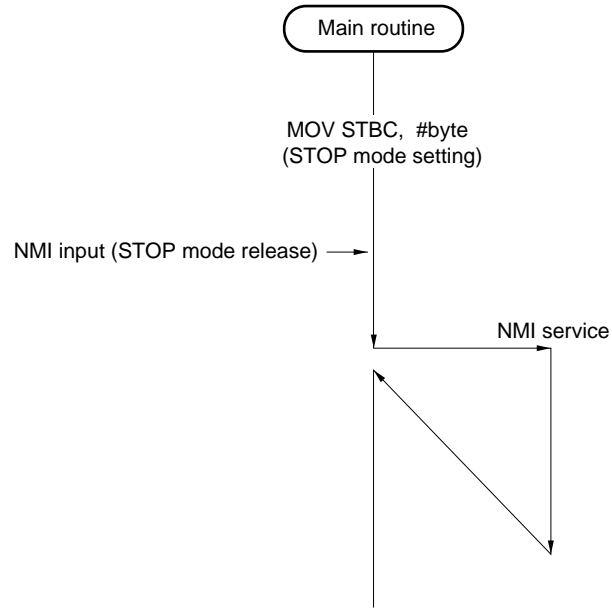 Main routine
MOV STBC, #byte
(STOP mode setting)
NMI input (STOP mode release)
NMI service